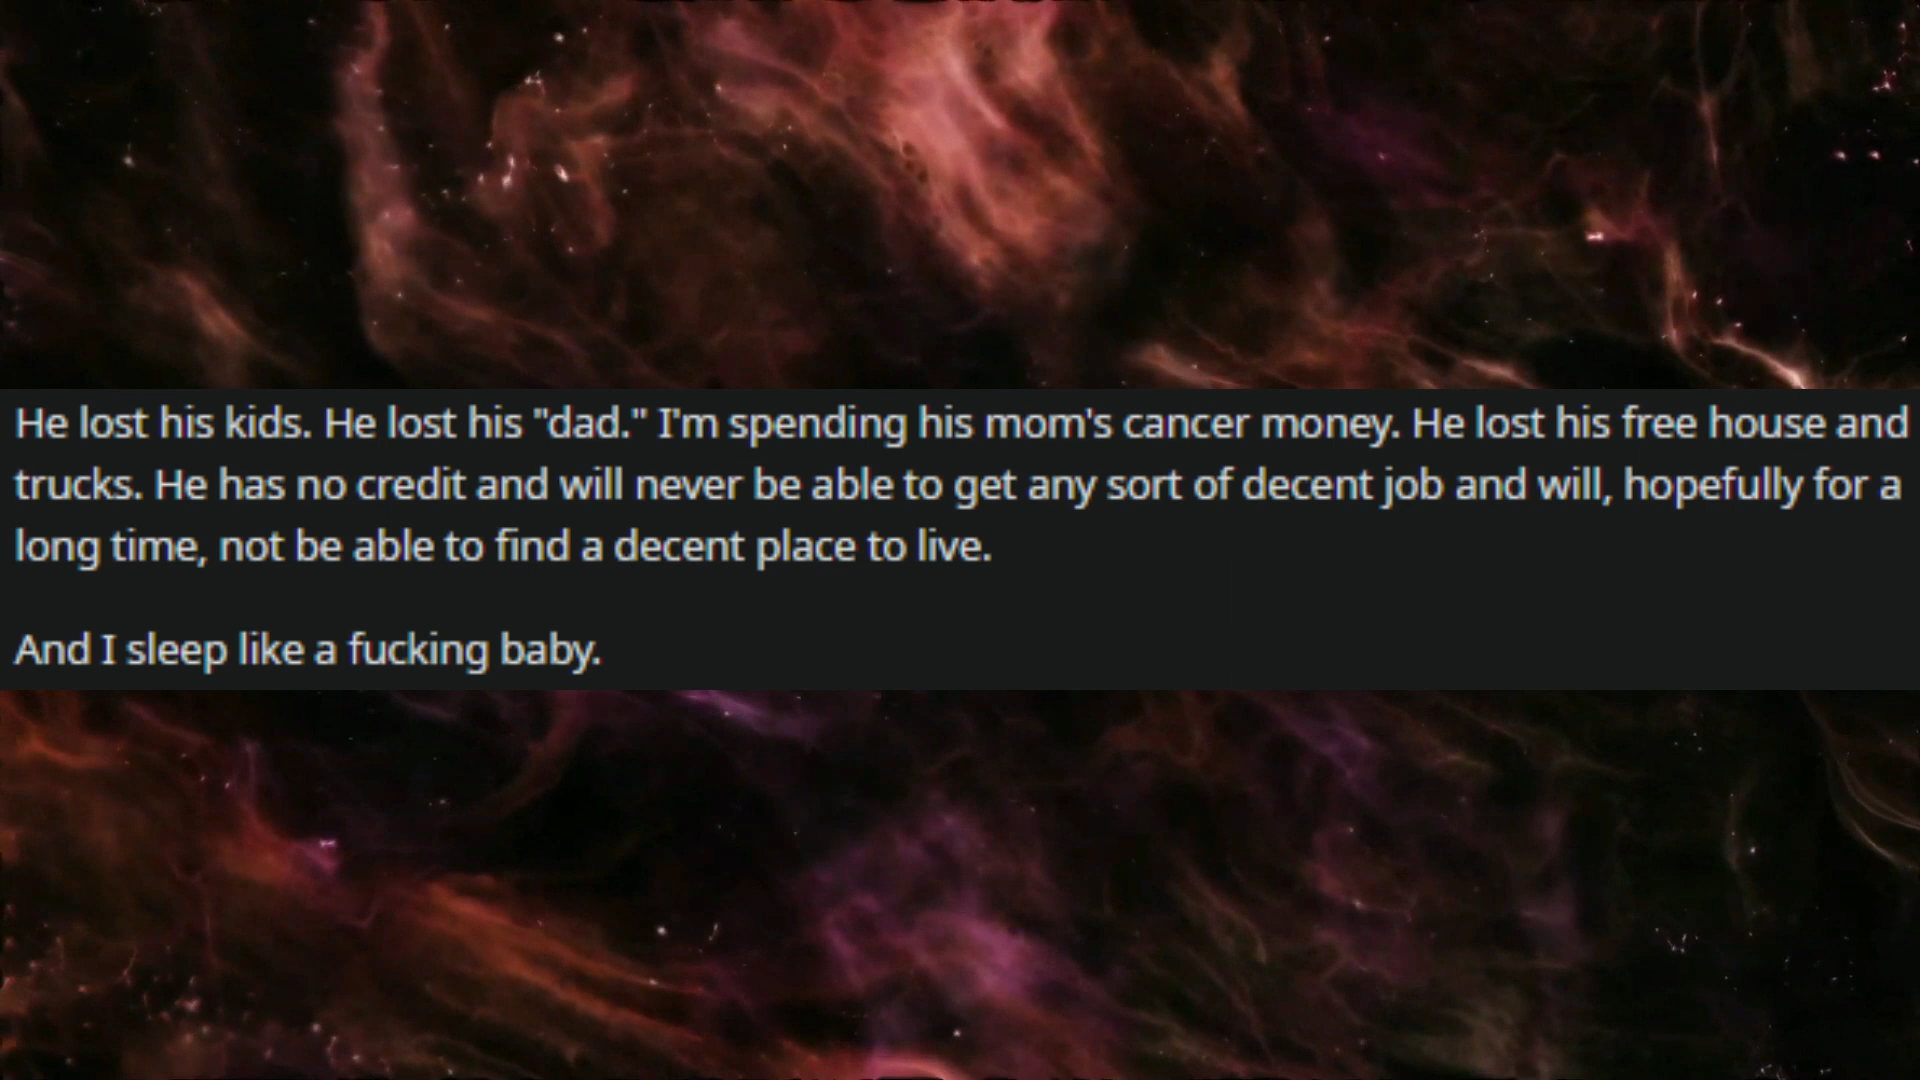 He lost his kids. He lost his "dad." I'm spending his mom's cancer money. He lost his free house and
trucks. He has no credit and will never be able to get any sort of decent job and will, hopefully for a
long time, not be able to find a decent place to live.
And I sleep like a fucking baby.